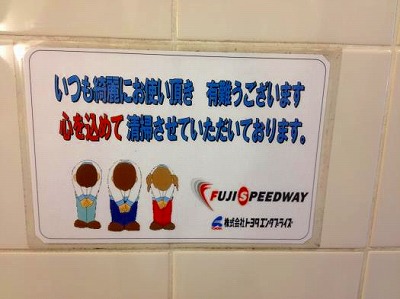 いつも綺麗にお使い頂き 有難うございます
心を込めて 清掃させていただいております。
FUJI SPEEDWAY
株式会社トヨタエンタプライズ